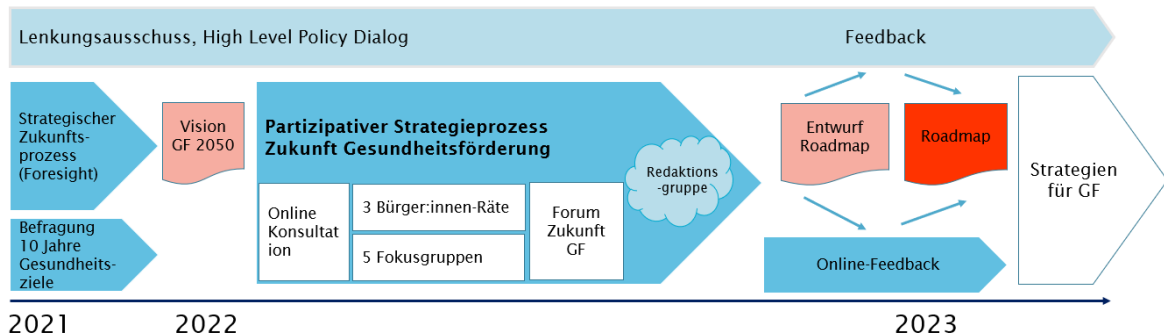 Lenkungsausschuss, High Level Policy Dialog
Feedback
Strategischer
Zukunfts-
prozess
(Foresight)
Vision
GF 2050
Partizipativer Strategieprozess
Zukunft Gesundheitsförderung
Redaktions
-gruppe
Entwurf
Roadmap
Roadmap
Strategien
für GF
Befragung
10 Jahre
Gesundheits-
ziele
Online
Konsultat
ion
3 Bürger:innen-Räte
5 Fokusgruppen
Forum
Zukunft
GF
Online-Feedback
2021
2022
2023